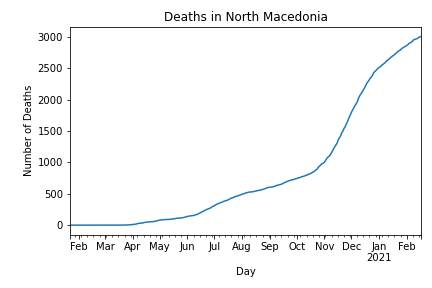 Deaths in North Macedonia
Number of Deaths
3000
2500
2000
1500
1000
500
0
Feb Mar Apr May Jun Jul Aug Sep Oct Nov Dec Jan Feb
2021
Day